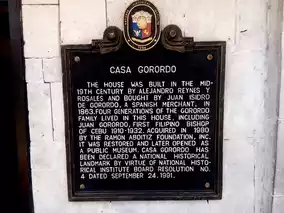 CASA GORORDO
THE HOUSE WAS BUILT IN THE MID-
19TH CENTURY BY ALEJANDRO REYNES Y
ROSALES AND BOUGHT BY JUAN ISIDRO
DE GORORDO, A SPANISH MERCHANT, IN
1863. FOUR GENERATIONS OF THE GORORDO
FAMILY LIVED IN THIS HOUSE, INCLUDING
JUAN GORORDO, FIRST FILIPINO BISHOP
OF CEBU 1910-1932. ACQUIRED IN 1980
BY THE RAMON ABOITIZ FOUNDATION, INC.
IT WAS RESTORED AND LATER OPENED AS
A PUBLIC MUSEUM. CASA GORORDO HAS
BEEN DECLARED A NATIONAL HISTORICAL
LANDMARK BY VIRTUE OF NATIONAL HISTO-
RICAL INSTITUTE BOARD RESOLUTION NO.
4 DATED SEPTEMBER 24, 1991.